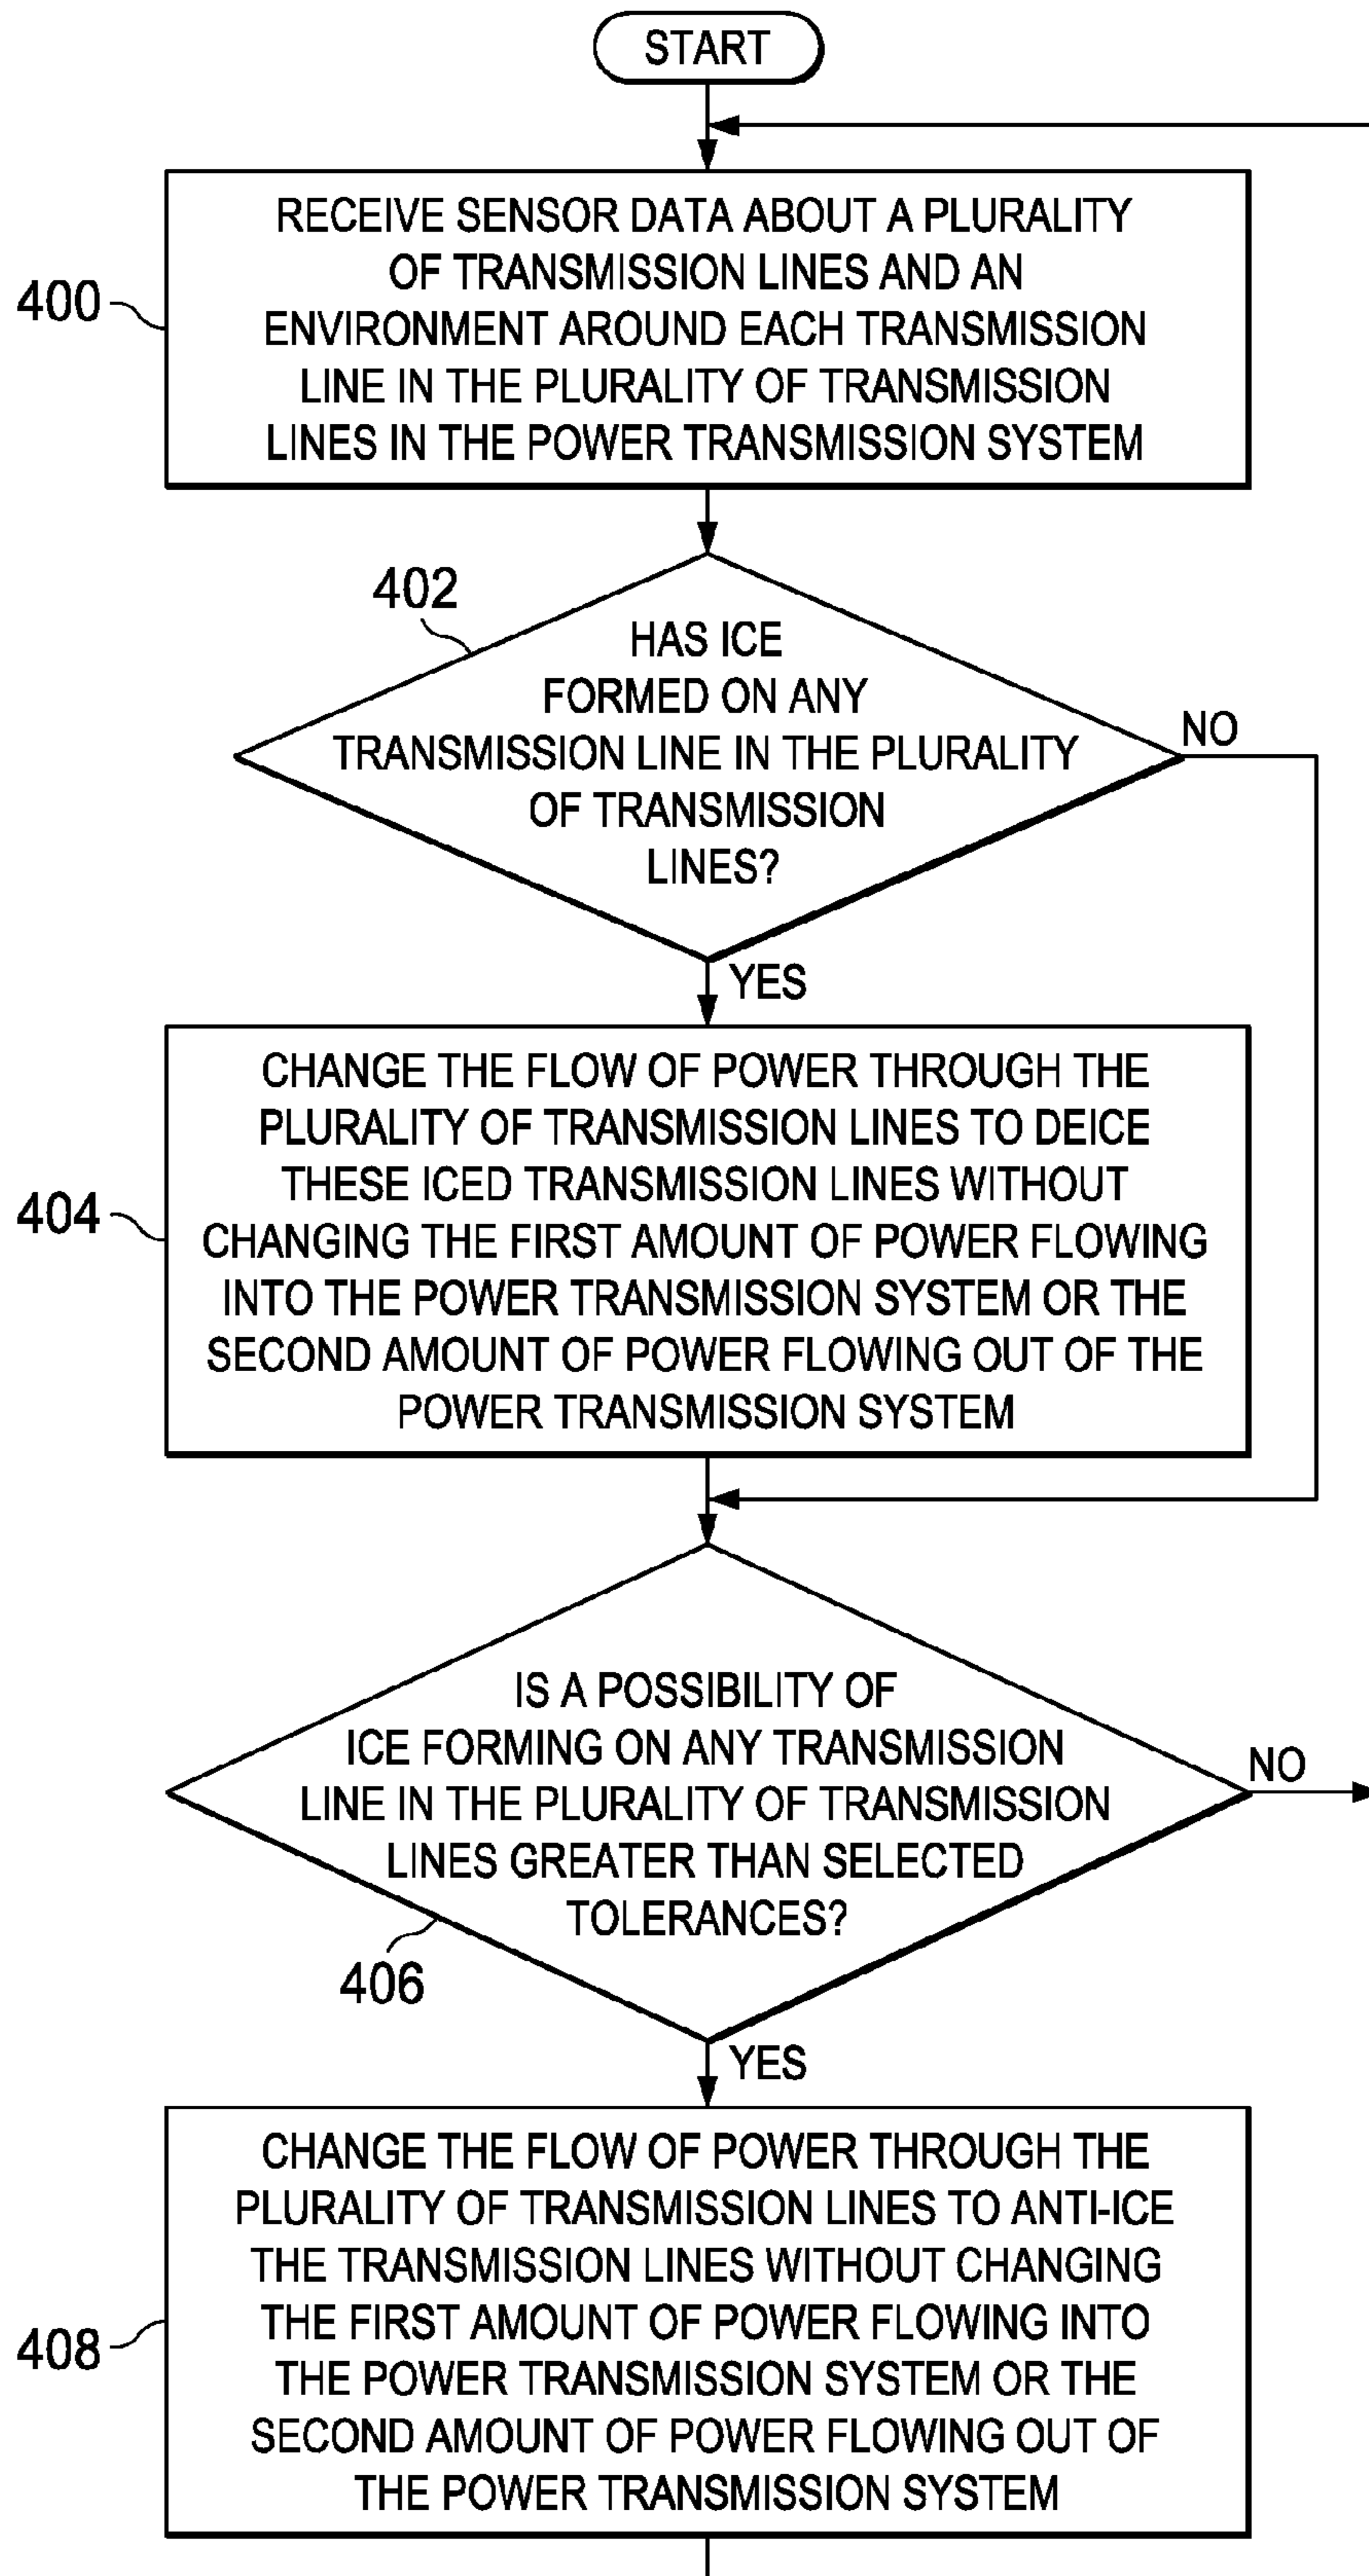 START
RECEIVE SENSOR DATA ABOUT A PLURALITY
OF TRANSMISSION LINES AND AN
ENVIRONMENT AROUND EACH TRANSMISSION
LINE IN THE PLURALITY OF TRANSMISSION
LINES IN THE POWER TRANSMISSION SYSTEM
400
402
HAS ICE
FORMED ON ANY
TRANSMISSION LINE IN THE PLURALITY
OF TRANSMISSION
LINES?
NO
YES
CHANGE THE FLOW OF POWER THROUGH THE
PLURALITY OF TRANSMISSION LINES TO DEICE
THESE ICED TRANSMISSION LINES WITHOUT
CHANGING THE FIRST AMOUNT OF POWER FLOWING
INTO THE POWER TRANSMISSION SYSTEM OR THE
SECOND AMOUNT OF POWER FLOWING OUT OF THE
POWER TRANSMISSION SYSTEM
404
IS A POSSIBILITY OF
ICE FORMING ON ANY TRANSMISSION
LINE IN THE PLURALITY OF TRANSMISSION
LINES GREATER THAN SELECTED
TOLERANCES?
NO
406
YES
CHANGE THE FLOW OF POWER THROUGH THE
PLURALITY OF TRANSMISSION LINES TO ANTI-ICE
THE TRANSMISSION LINES WITHOUT CHANGING
THE FIRST AMOUNT OF POWER FLOWING INTO
THE POWER TRANSMISSION SYSTEM OR THE
SECOND AMOUNT OF POWER FLOWING OUT OF
THE POWER TRANSMISSION SYSTEM
408